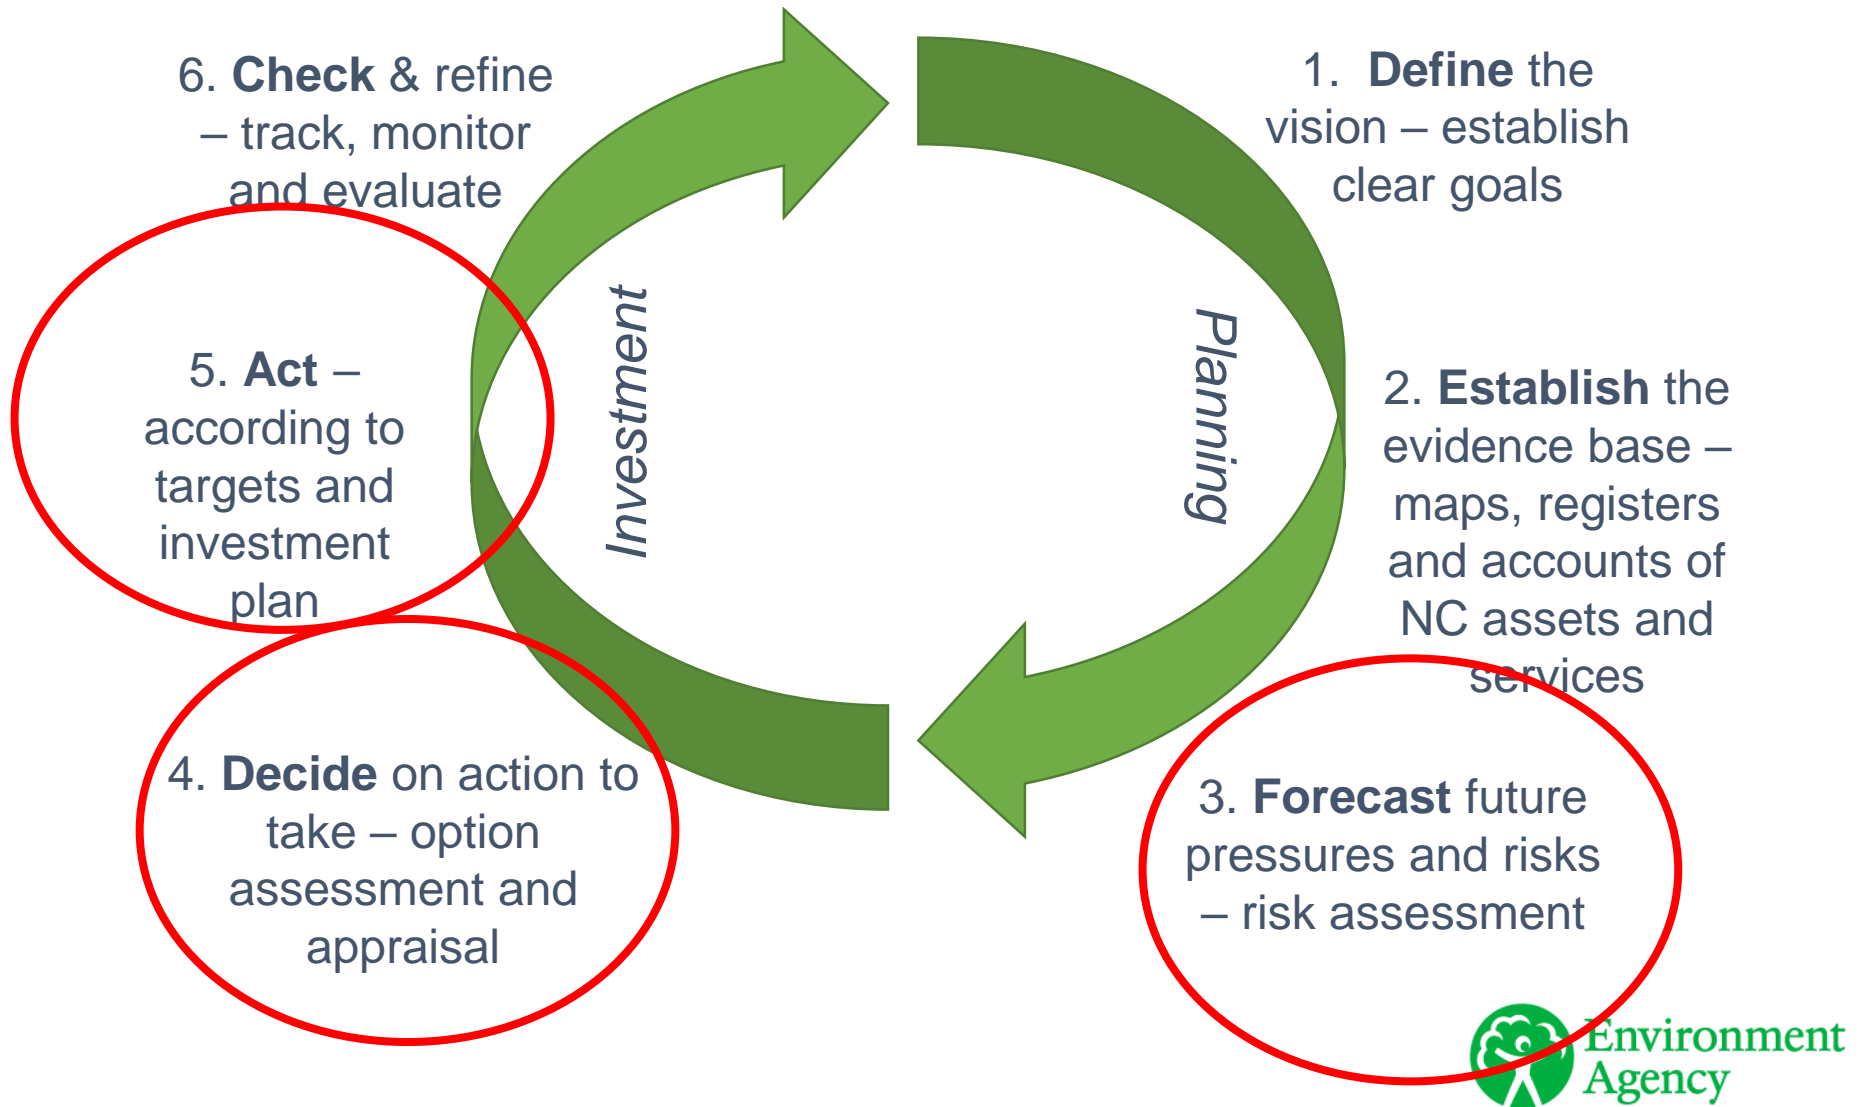 6. Check & refine
– track, monitor
and evaluate
1. Define the
vision – establish
clear goals
Investment
Planning
5. Act –
according to
targets and
investment
plan
2. Establish the
evidence base –
maps, registers
and accounts of
NC assets and
services
4. Decide on action to
take – option
assessment and
appraisal
3. Forecast future
pressures and risks
– risk assessment
Environment
Agency